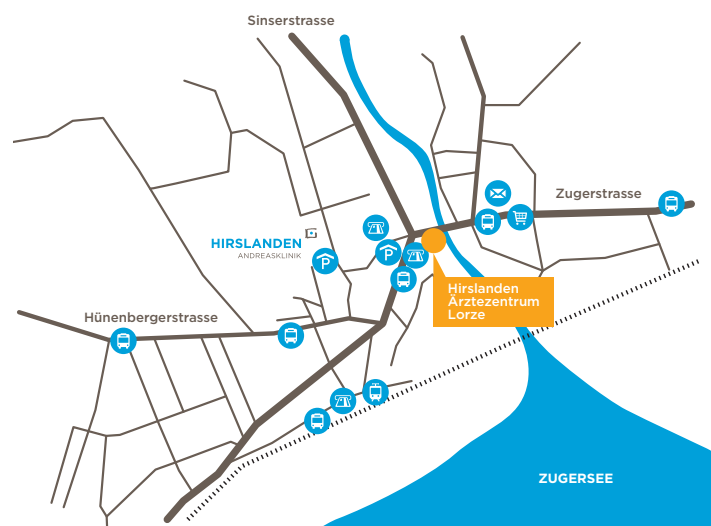 Sinserstrasse
Zugerstrasse
HIRSLANDEN
ANDREASKLINIK
P
P
Hirslanden
Ärztezentrum
Lorze
Hünenbergerstrasse
ZUGERSEE